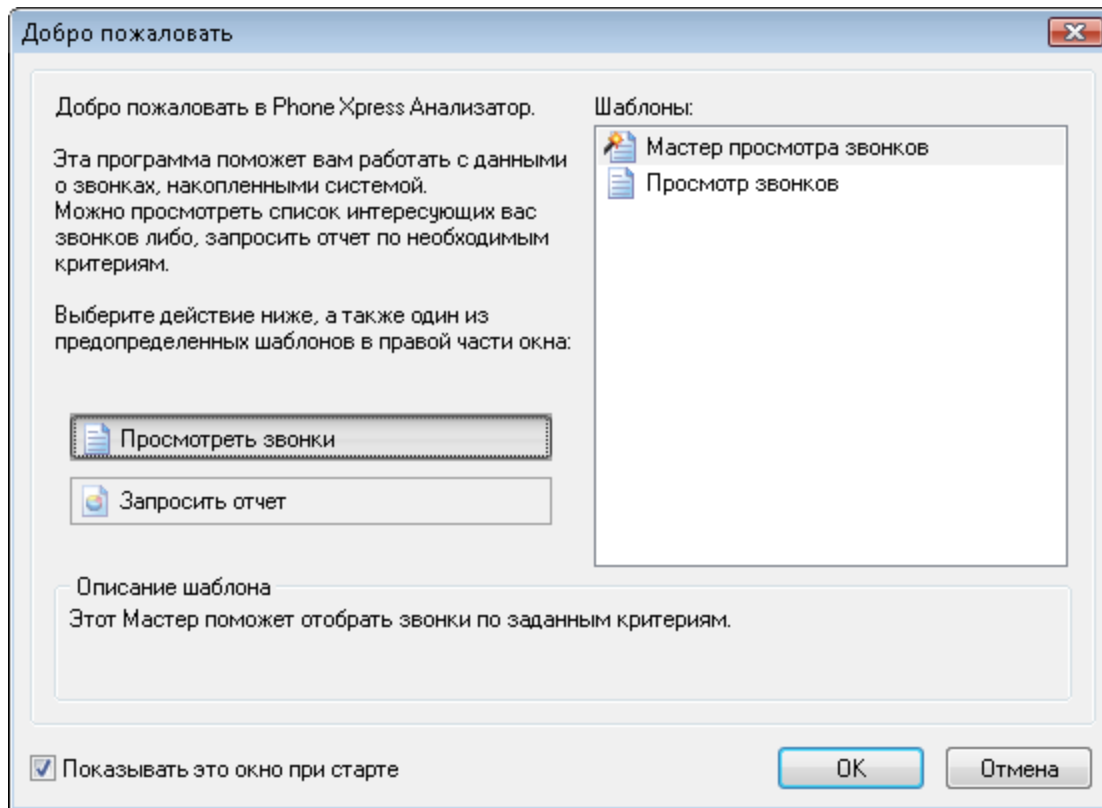 Добро пожаловать
Добро пожаловать в Phone Xpress Анализатор.
Эта программа поможет вам работать с данными
о звонках, накопленными системой.
Можно просмотреть список интересующих вас
звонков либо, запросить отчет по необходимым
критериям.
Выберите действие ниже, а также один из
предопределенных шаблонов в правой части окна:
Просмотреть звонки
Запросить отчет
Шаблоны:
Мастер просмотра звонков
Просмотр звонков
Описание шаблона
Этот Мастер поможет отобрать звонки по заданным критериям.
Показывать это окно при старте
OK
Отмена